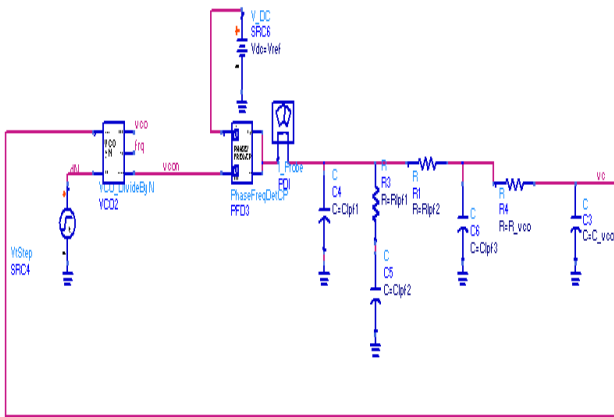 V_DC
SRC6
Vdc=Vref
vco
frq
VCO
dN
vcon
VCO_DivideByN
VCO2
PhaseFreqDetCP
PFD3
I_Probe
VtStep
SRC4
C
C4
C=Clpf1
R
R3
R=Rlpf1
C
C5
C=Clpf2
R
R1
R=Rlpf2
C
C6
C=Clpf3
R
R4
R=R_vco
vc
C
C3
C=C_vco